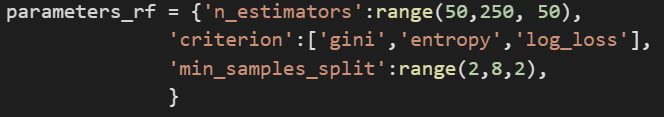 parameters_rf = {'n_estimators':range(50,250, 50),
'criterion':['gini','entropy','log_loss'],
'min_samples_split':range(2,8,2),
}